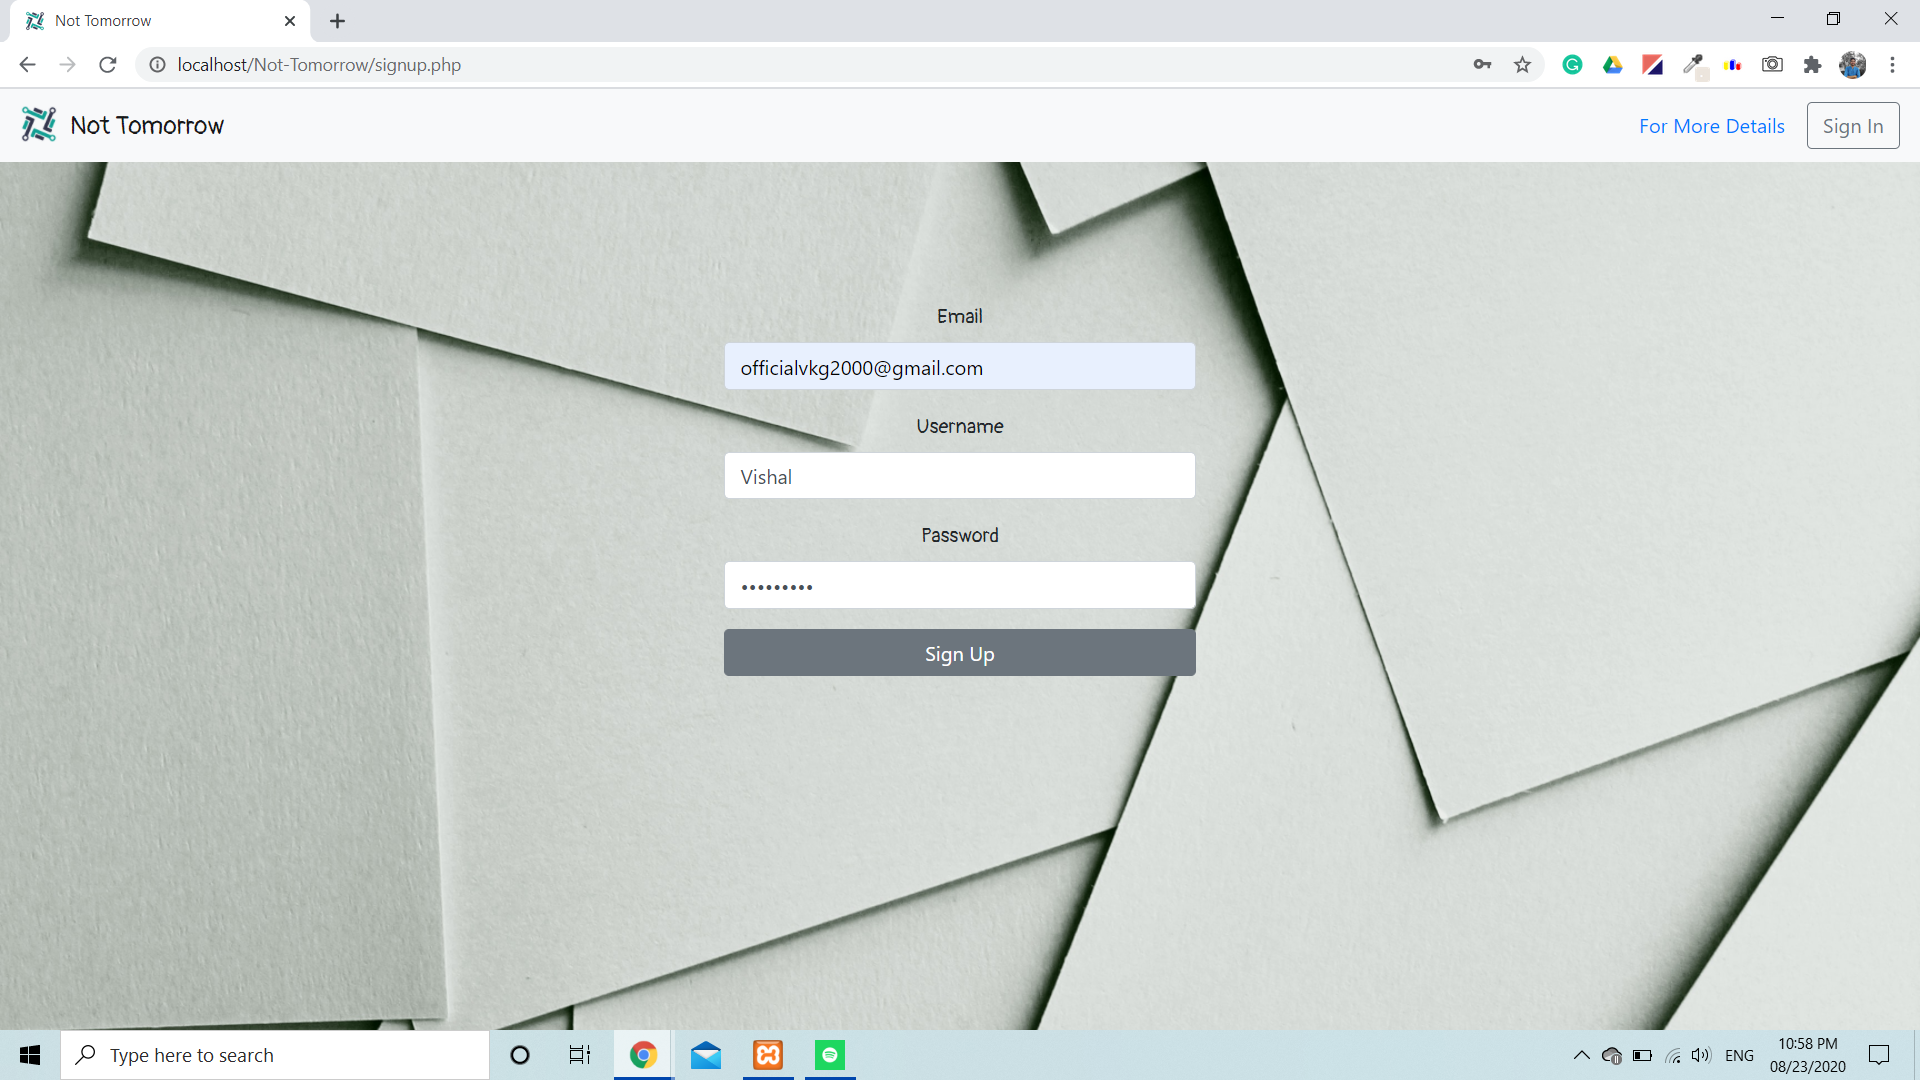 Not Tomorrow
localhost/Not-Tomorrow/signup.php
Not Tomorrow
For More Details
Sign In
Email
officialvkg2000@gmail.com
Username
Vishal
Password
•••••••••
Sign Up
Type here to search
ENG
10:58 PM
08/23/2020